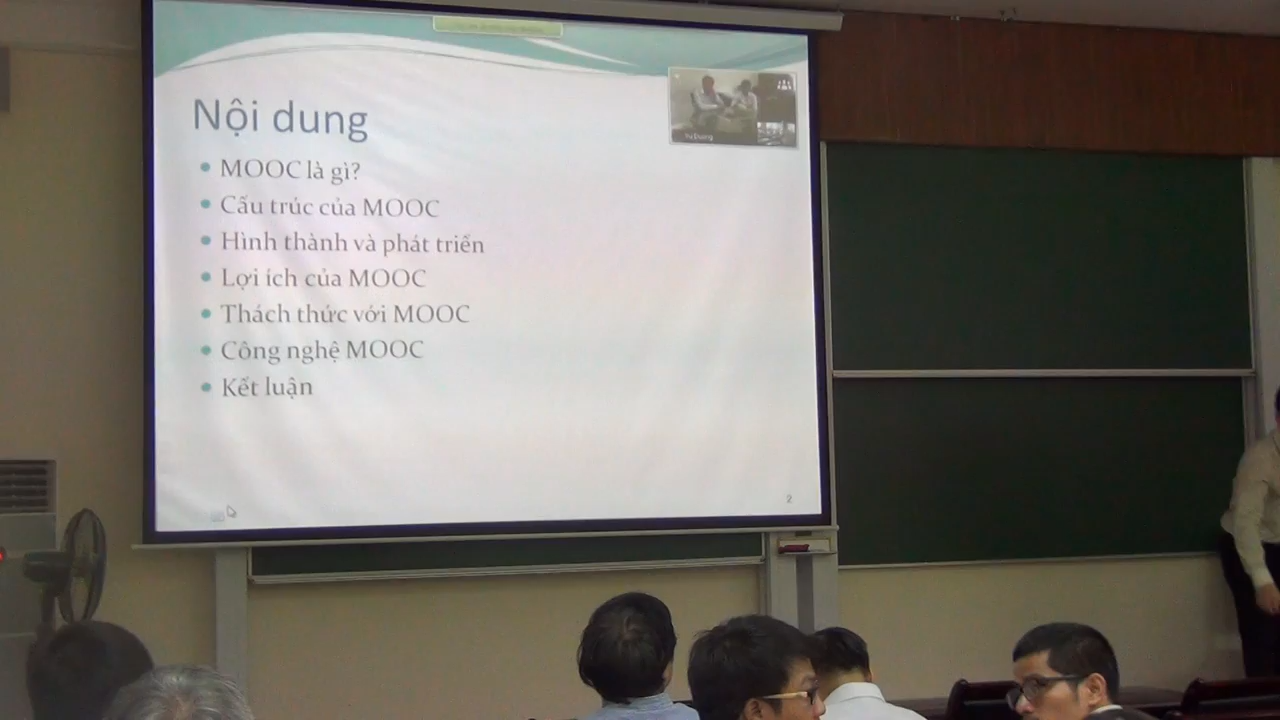 Nội dung
MOOC là gì?
Cấu trúc của MOOC
Hình thành và phát triển
Lợi ích của MOOC
Thách thức với MOOC
Công nghệ MOOC
Kết luận
2